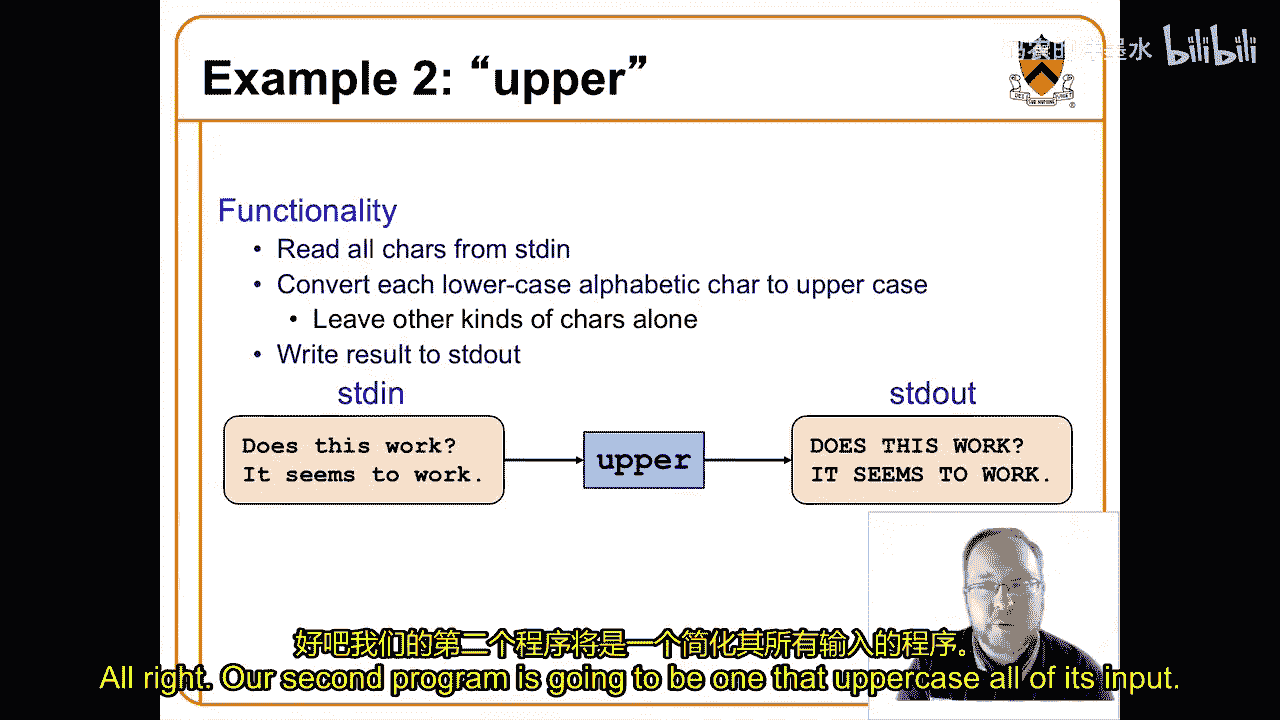 Example 2: “upper”
bilibili
Functionality
• Read all chars from stdin
• Convert each lower-case alphabetic char to upper case
• Leave other kinds of chars alone
• Write result to stdout
stdin
stdout
Does this work?
It seems to work.
upper
DOES THIS WORK?
IT SEEMS TO WORK.
好吧我们的第二个程序将是一个简化其所有输入的程序。
All right. Our second program is going to be one that uppercase all of its input.